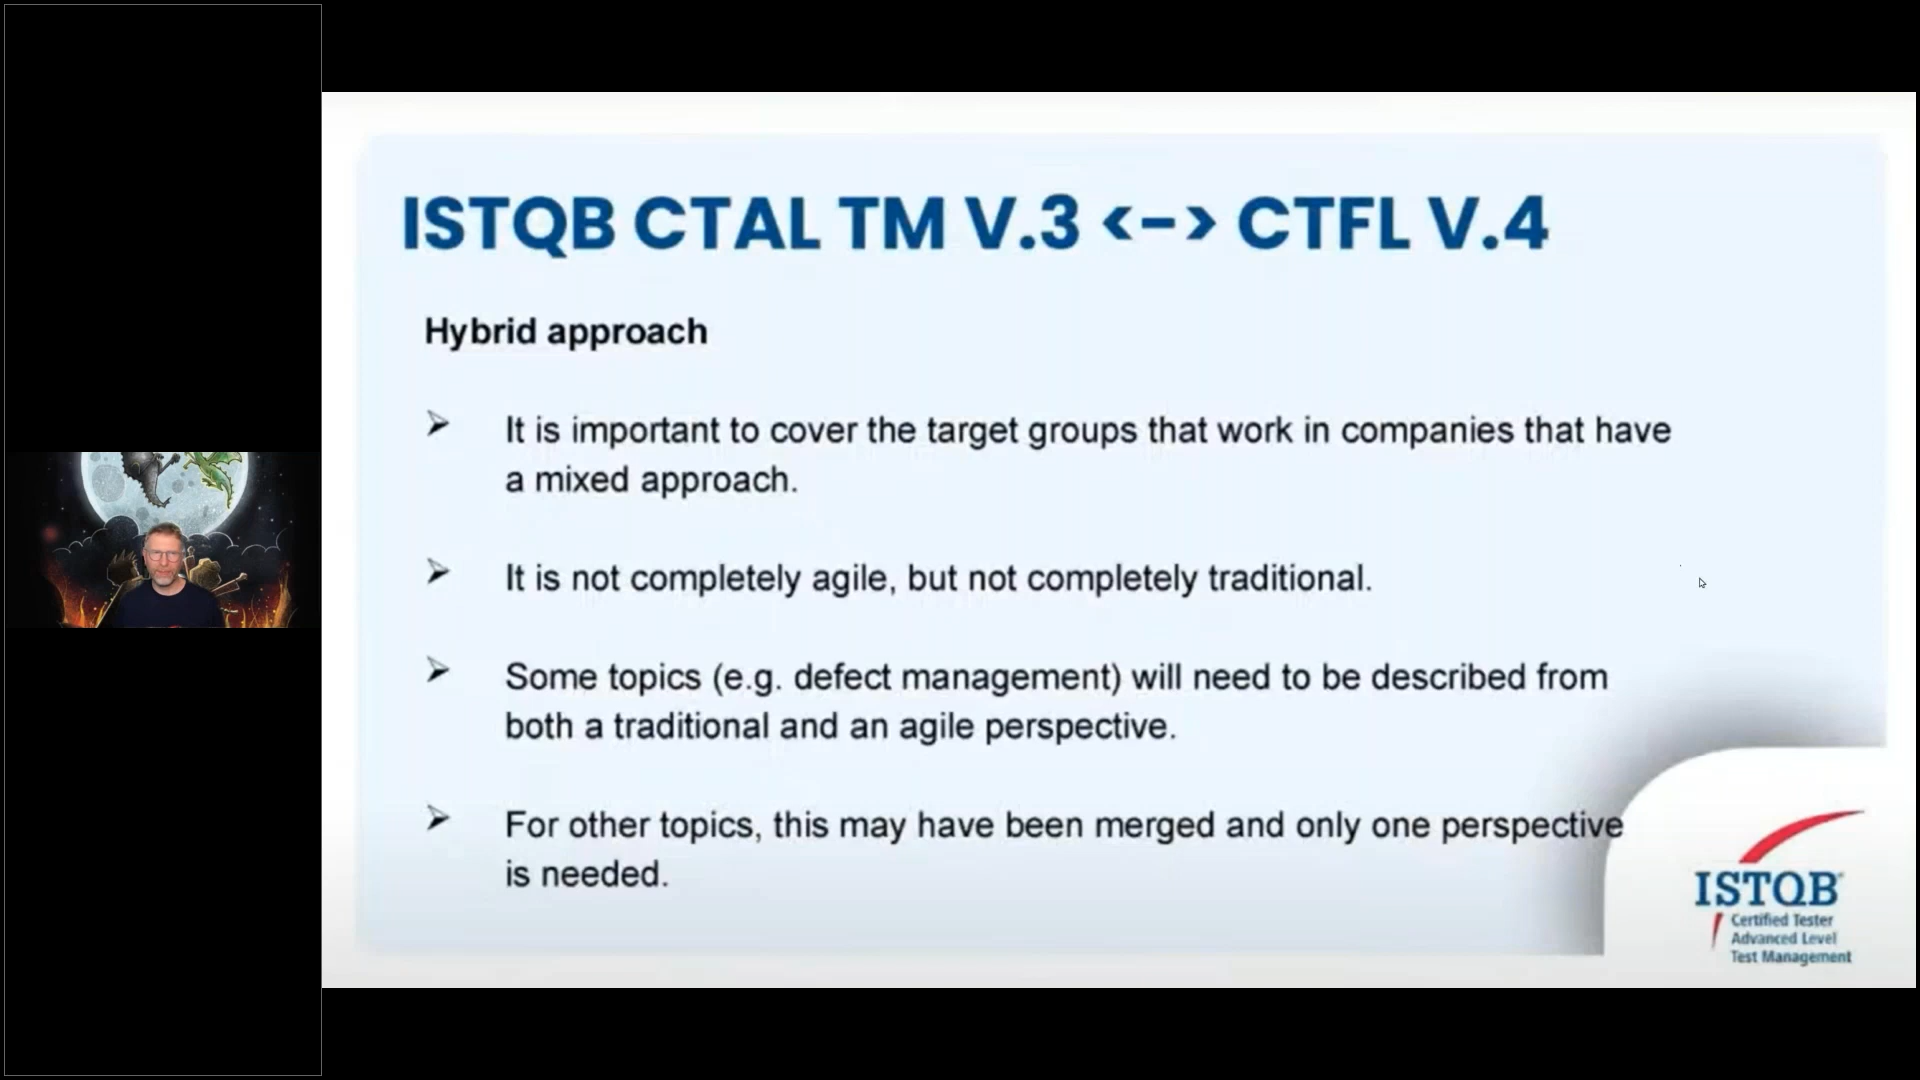 ISTQB CTAL TM V.3 <-> CTFL V.4
Hybrid approach
It is important to cover the target groups that work in companies that have
a mixed approach.
It is not completely agile, but not completely traditional.
Some topics (e.g. defect management) will need to be described from
both a traditional and an agile perspective.
For other topics, this may have been merged and only one perspective
is needed.
ISTQB
Certified Tester
Advanced Level
Test Management